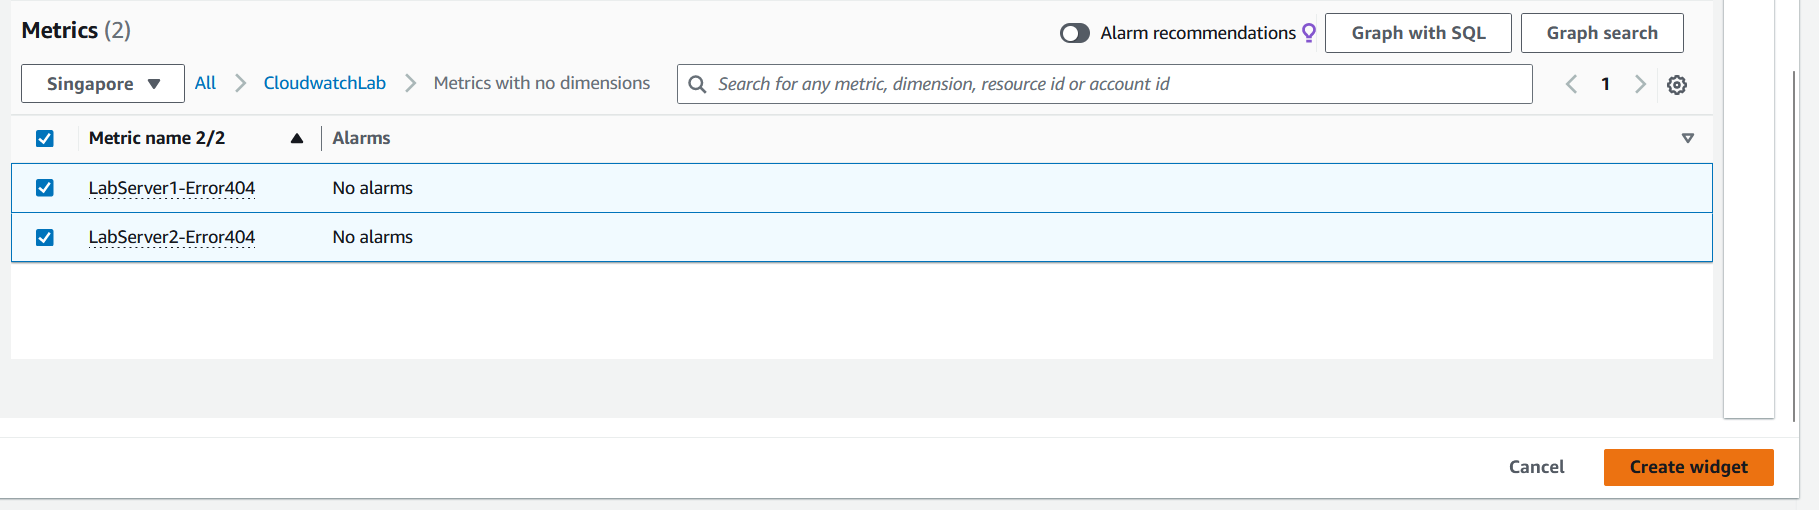 Metrics (2)
Alarm recommendations
Graph with SQL
Graph search
Singapore
All
CloudwatchLab
Metrics with no dimensions
Search for any metric, dimension, resource id or account id
1
Metric name 2/2
Alarms
LabServer1-Error404 No alarms
LabServer2-Error404 No alarms
Cancel
Create widget